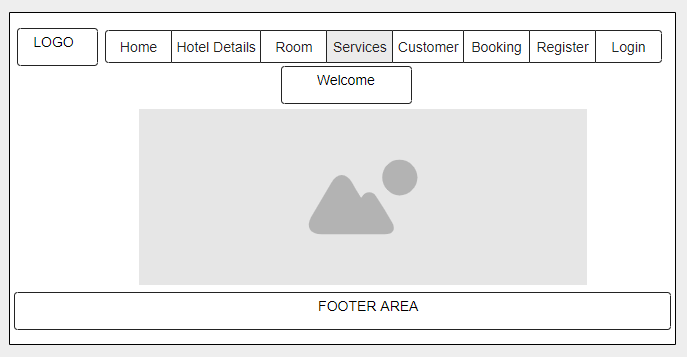 LOGO
Home Hotel Details Room Services Customer Booking Register Login
Welcome
FOOTER AREA